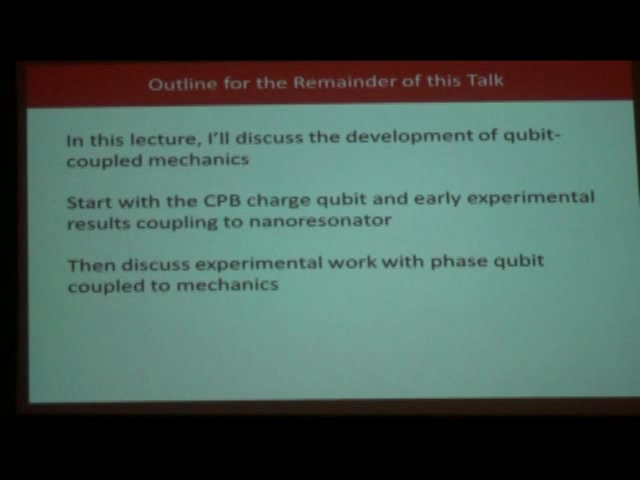 Outline for the Remainder of this Talk
In this lecture, I'll discuss the development of qubit-
coupled mechanics
Start with the CPB charge qubit and early experimental
results coupling to nanoresonator
Then discuss experimental work with phase qubit
coupled to mechanics